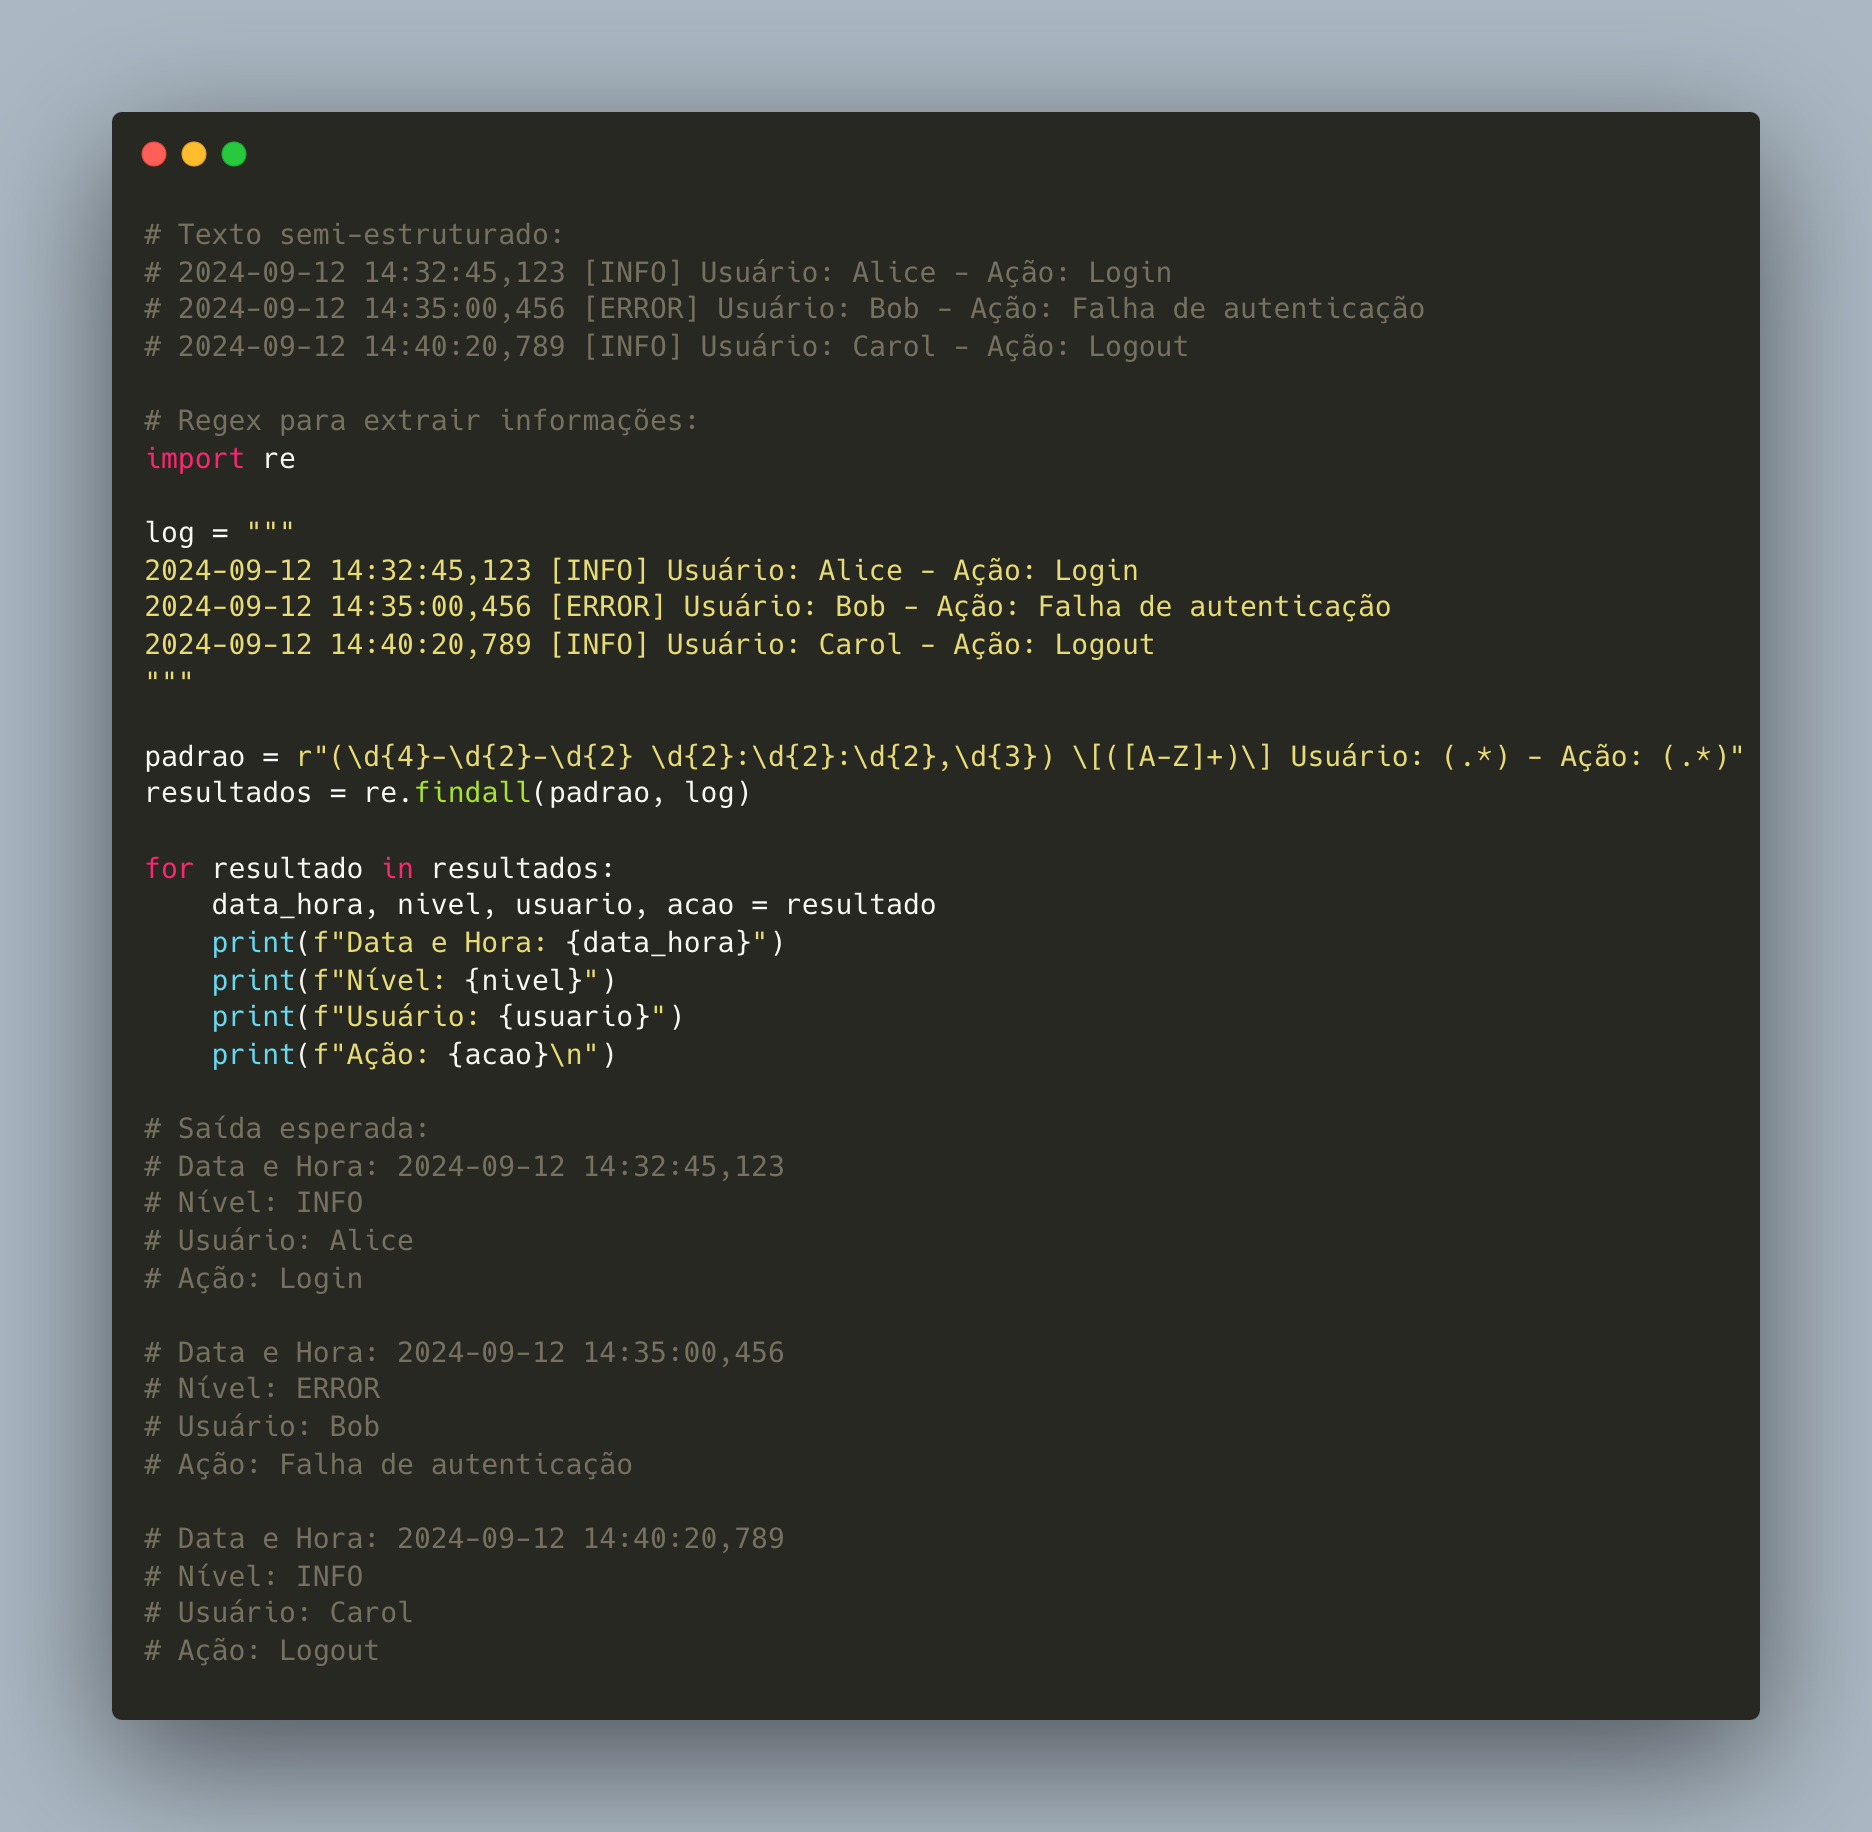 # Texto semi-estruturado:
# 2024-09-12 14:32:45,123 [INFO] Usuário: Alice - Ação: Login
# 2024-09-12 14:35:00,456 [ERROR] Usuário: Bob - Ação: Falha de autenticação
# 2024-09-12 14:40:20,789 [INFO] Usuário: Carol - Ação: Logout

# Regex para extrair informações:
import re

log = """
2024-09-12 14:32:45,123 [INFO] Usuário: Alice - Ação: Login
2024-09-12 14:35:00,456 [ERROR] Usuário: Bob - Ação: Falha de autenticação
2024-09-12 14:40:20,789 [INFO] Usuário: Carol - Ação: Logout
"""

padrao = r"(\d{4}-\d{2}-\d{2} \d{2}:\d{2}:\d{2},\d{3}) \[([A-Z]+)\] Usuário: (.*) - Ação: (.*)"
resultados = re.findall(padrao, log)

for resultado in resultados:
    data_hora, nivel, usuario, acao = resultado
    print(f"Data e Hora: {data_hora}")
    print(f"Nível: {nivel}")
    print(f"Usuário: {usuario}")
    print(f"Ação: {acao}\n")

# Saída esperada:
# Data e Hora: 2024-09-12 14:32:45,123
# Nível: INFO
# Usuário: Alice
# Ação: Login

# Data e Hora: 2024-09-12 14:35:00,456
# Nível: ERROR
# Usuário: Bob
# Ação: Falha de autenticação

# Data e Hora: 2024-09-12 14:40:20,789
# Nível: INFO
# Usuário: Carol
# Ação: Logout